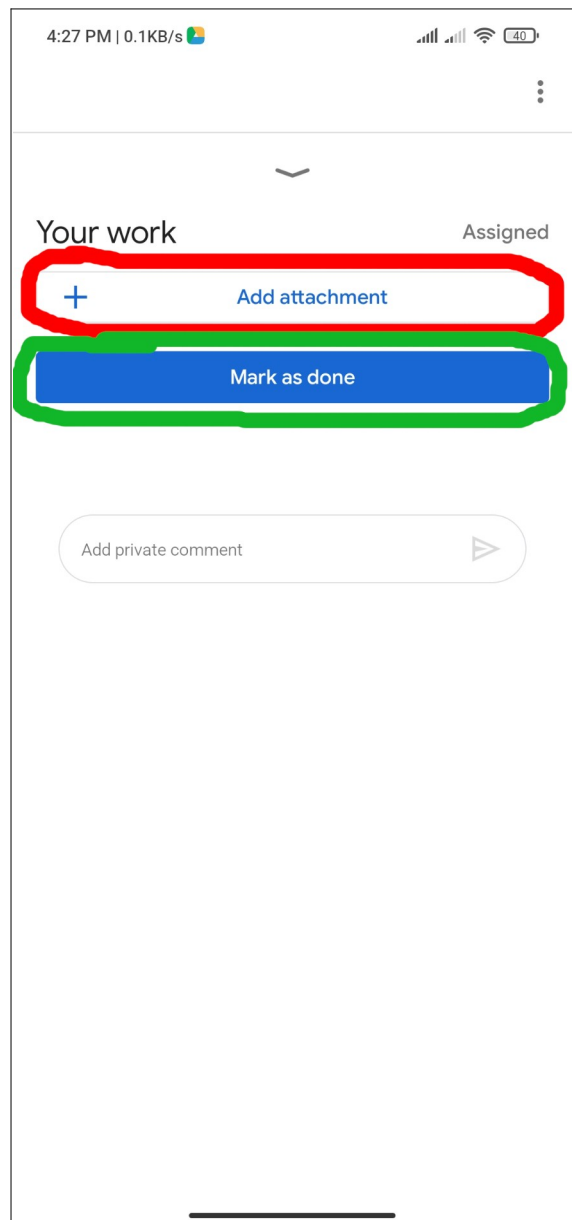 4:27 PM | 0.1KB/s 40
Your work Assigned
+ Add attachment
Mark as done
Add private comment